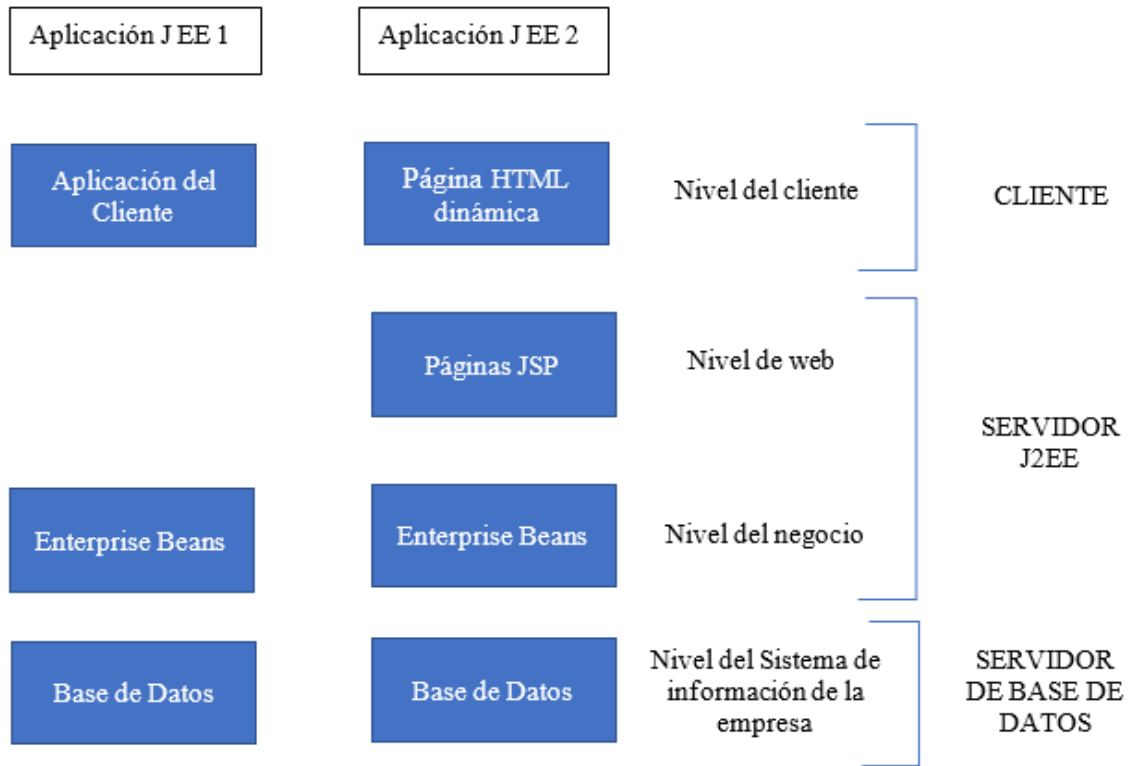 Aplicación J EE 1
Aplicación J EE 2
Aplicación del
Cliente
Página HTML
dinámica
Nivel del cliente
CLIENTE
Páginas JSP
Nivel de web
SERVIDOR
J2EE
Enterprise Beans
Enterprise Beans
Nivel del negocio
Base de Datos
Base de Datos
Nivel del Sistema de
información de la
empresa
SERVIDOR
DE BASE DE
DATOS